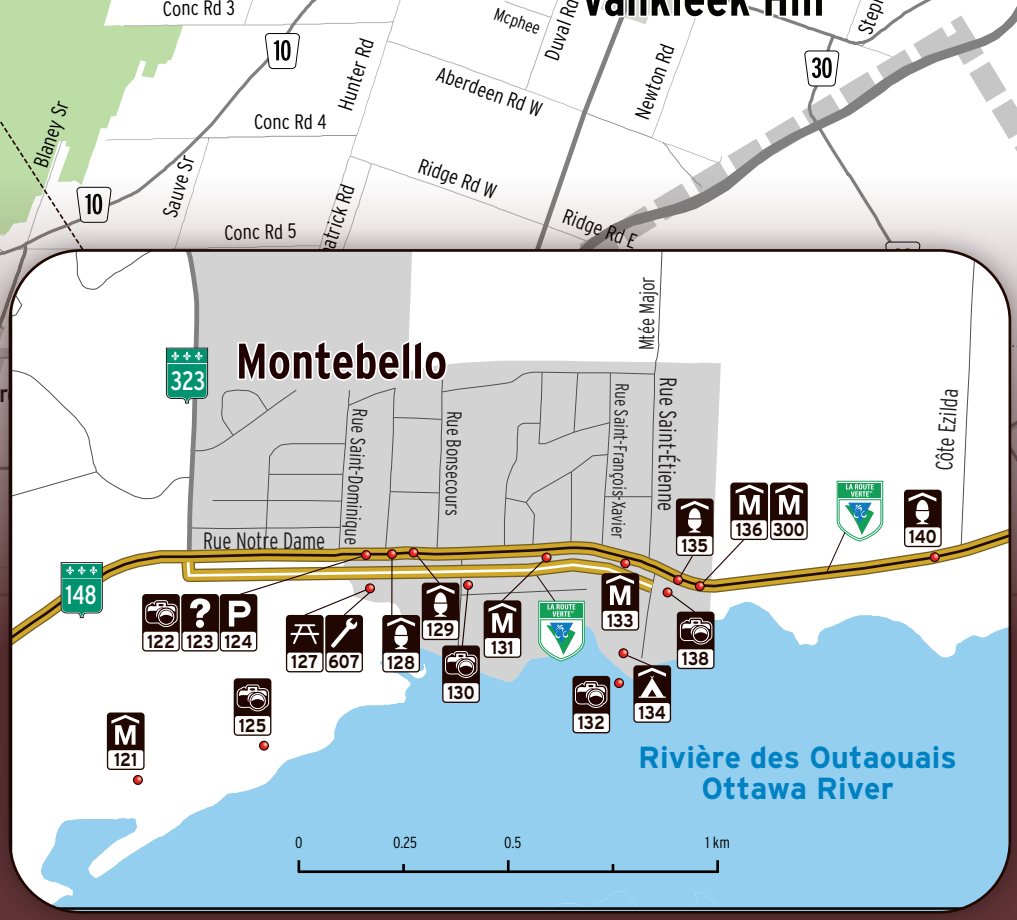 Conc Rd 3
Mcphee
Duval Rd
Vankleek Hill
10
Hunter Rd
30
Aberdeen Rd W
Newton Rd
Blaney Sr
Conc Rd 4
Sauve Sr
Ridge Rd W
10
Ridge Rd E
Conc Rd 5
Mtée Major
323
Montebello
Rue Saint-Dominique
Rue Bonsecours
Rue Saint-François-Xavier
Rue Saint-Étienne
Côte Ezilda
LA ROUTE
VERTE
M
M
135
136
300
140
Rue Notre Dame
148
?
P
122
123
124
127
607
128
129
M
131
LA ROUTE
VERTE
M
133
138
130
132
134
125
M
121
Rivière des Outaouais
Ottawa River
0
0.25
0.5
1 km